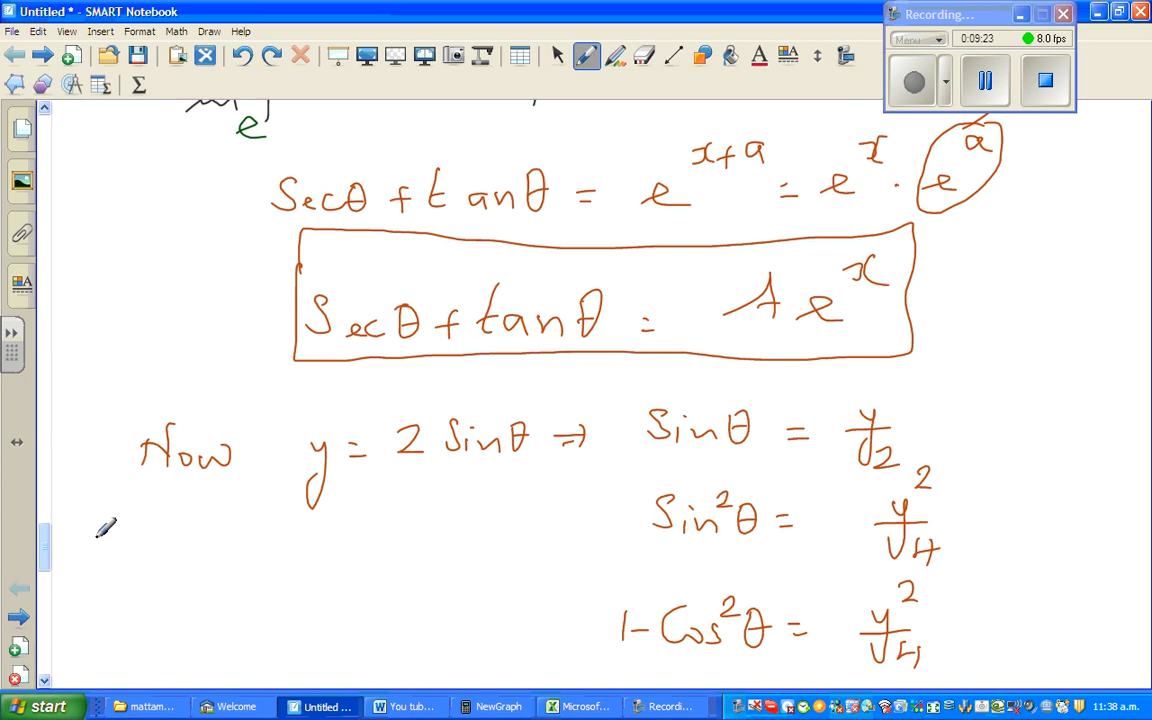 Untitled * - SMART Notebook
Recording...
File Edit View Insert Format Math Draw Help
Menu 0:09:23 8.0 fps
e
Secθ + tanθ = e^{x+a} = e^x · e^a
Secθ + tanθ = A e^x
Now y = 2 Sinθ ⇒ Sinθ = y/2
Sin²θ = y²/4
1 - Cos²θ = y²/4
start mattam... Welcome Untitled ... You tub... NewGraph Microsof... Recordi... 11:38 a.m.